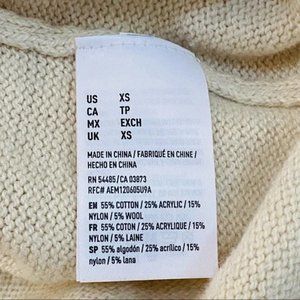 US XS
CA TP
MX EXCH
UK XS
MADE IN CHINA / FABRIQUÉ EN CHINE /
HECHO EN CHINA
RN 54485/CA 03873
RFC# AEM120605U9A
EN 55% COTTON / 25% ACRYLIC / 15%
NYLON / 5% WOOL
FR 55% COTON / 25% ACRYLIQUE / 15%
NYLON / 5% LAINE
SP 55% algodón / 25% acrílico / 15%
nylon / 5% lana